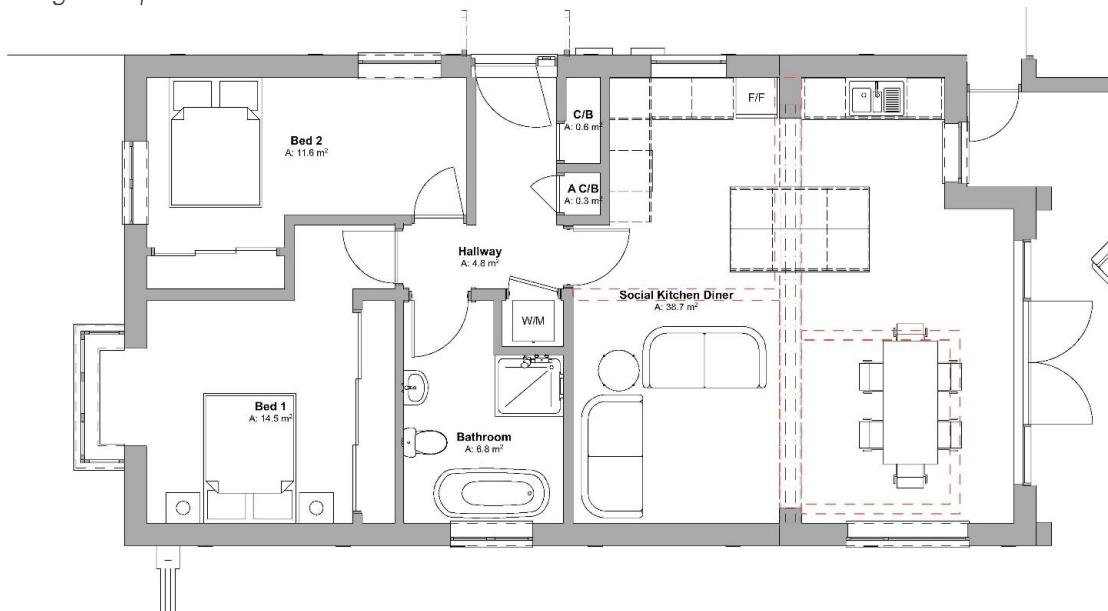 Bed 2
A: 11.6 m²
C/B
A: 0.6 m²
F/F
A C/B
A: 0.3 m²
Hallway
A: 4.8 m²
Social Kitchen Diner
A: 38.7 m²
W/M
Bed 1
A: 14.5 m²
Bathroom
A: 6.8 m²